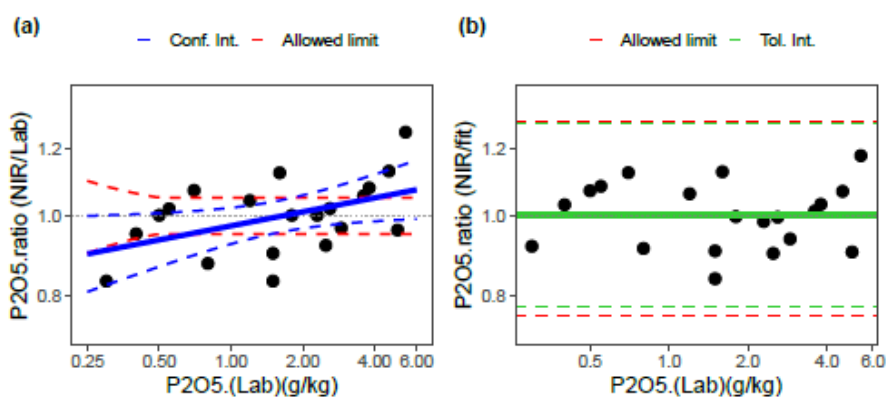 (a)
Conf. Int. Allowed limit
P2O5.ratio (NIR/Lab)
1.2
1.0
0.8
0.25 0.50 1.00 2.00 4.00 6.00
P2O5.(Lab)(g/kg)
(b)
Allowed limit Tol. Int.
P2O5.ratio (NIR/fit)
1.2
1.0
0.8
0.5 1.0 2.0 4.0 6.0
P2O5.(Lab)(g/kg)